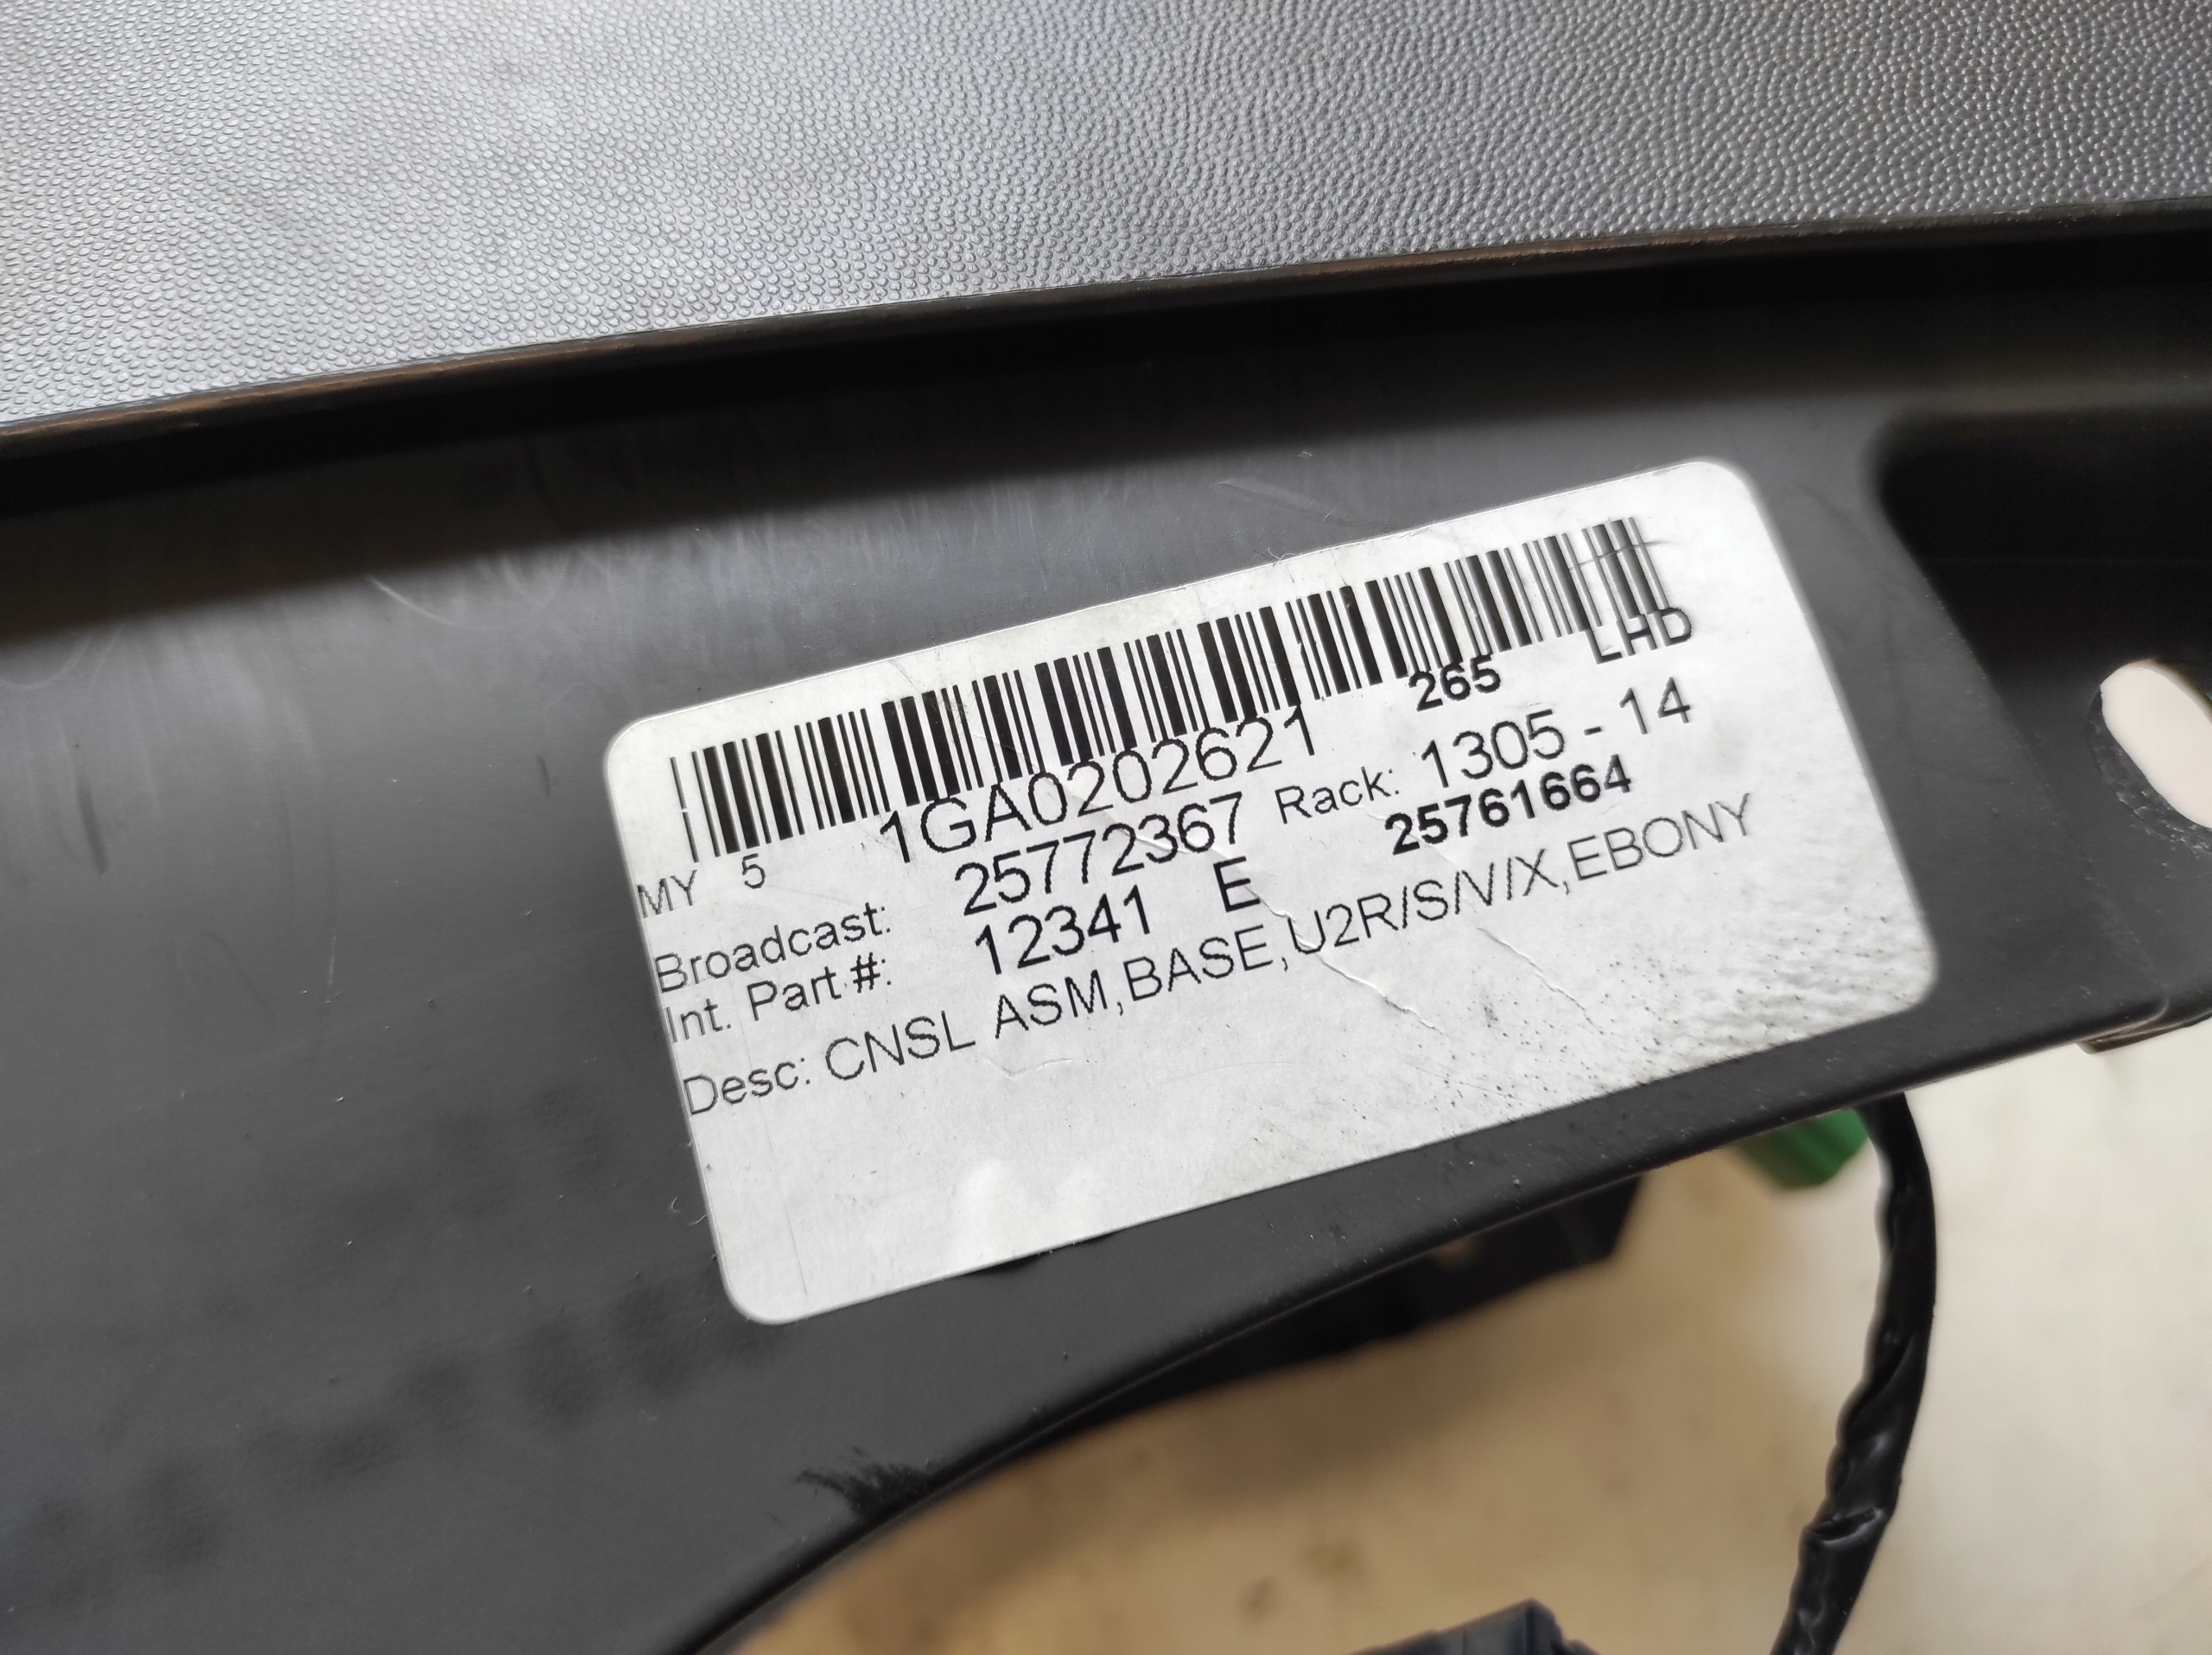 265 LHD
MY 5 1GA0202621
Broadcast: 25772367 Rack: 1305 - 14
Int. Part #: 12341 E 25761664
Desc: CNSL ASM,BASE,U2R/S/V/X,EBONY